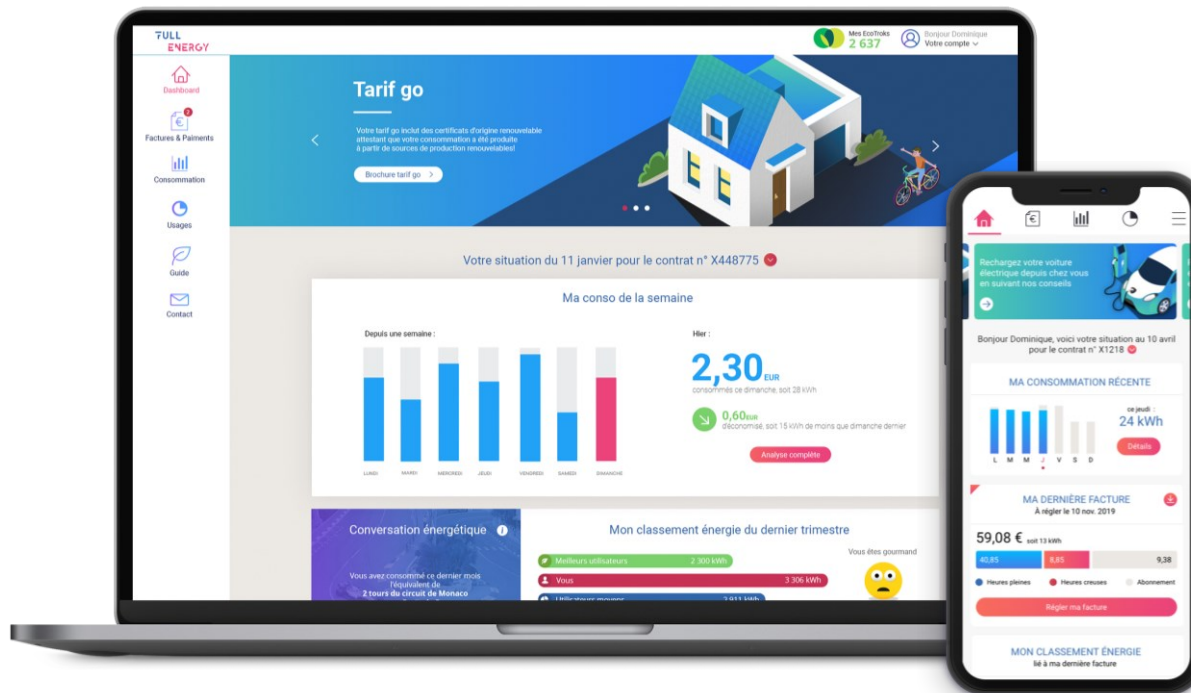 FULL
ENERGY
Mes EcoTroks
2 637
Bonjour Dominique
Votre compte
Dashboard
2
Factures & Paiments
Consommation
Usages
Guide
Contact
Tarif go
Votre tarif go inclut des certificats d'origine renouvelable
attestant que votre consommation a été produite
à partir de sources de production renouvelables!
Brochure tarif go
Votre situation du 11 janvier pour le contrat n° X448775
Ma conso de la semaine
Depuis une semaine :
LUNDI MARDI MERCREDI JEUDI VENDREDI SAMEDI DIMANCHE
Hier :
2,30 EUR
consommés ce dimanche, soit 28 kWh
0,60 EUR
d'économisé, soit 15 kWh de moins que dimanche dernier
Analyse complète
Conversation énergétique
Vous avez consommé ce dernier mois
l'équivalent de
2 tours du circuit de Monaco
Mon classement énergie du dernier trimestre
Meilleurs utilisateurs 2 300 kWh
Vous 3 306 kWh
Utilisateurs moyens 2 911 kWh
Vous êtes gourmand
Rechargez votre voiture
électrique depuis chez vous
en suivant nos conseils
Bonjour Dominique, voici votre situation au 10 avril
pour le contrat n° X1218
MA CONSOMMATION RÉCENTE
L M M J V S D
ce jeudi :
24 kWh
Détails
MA DERNIÈRE FACTURE
À régler le 10 nov. 2019
59,08 € soit 13 kWh
40,85 8,85 9,38
Heures pleines Heures creuses Abonnement
Régler ma facture
MON CLASSEMENT ÉNERGIE
lié à ma dernière facture